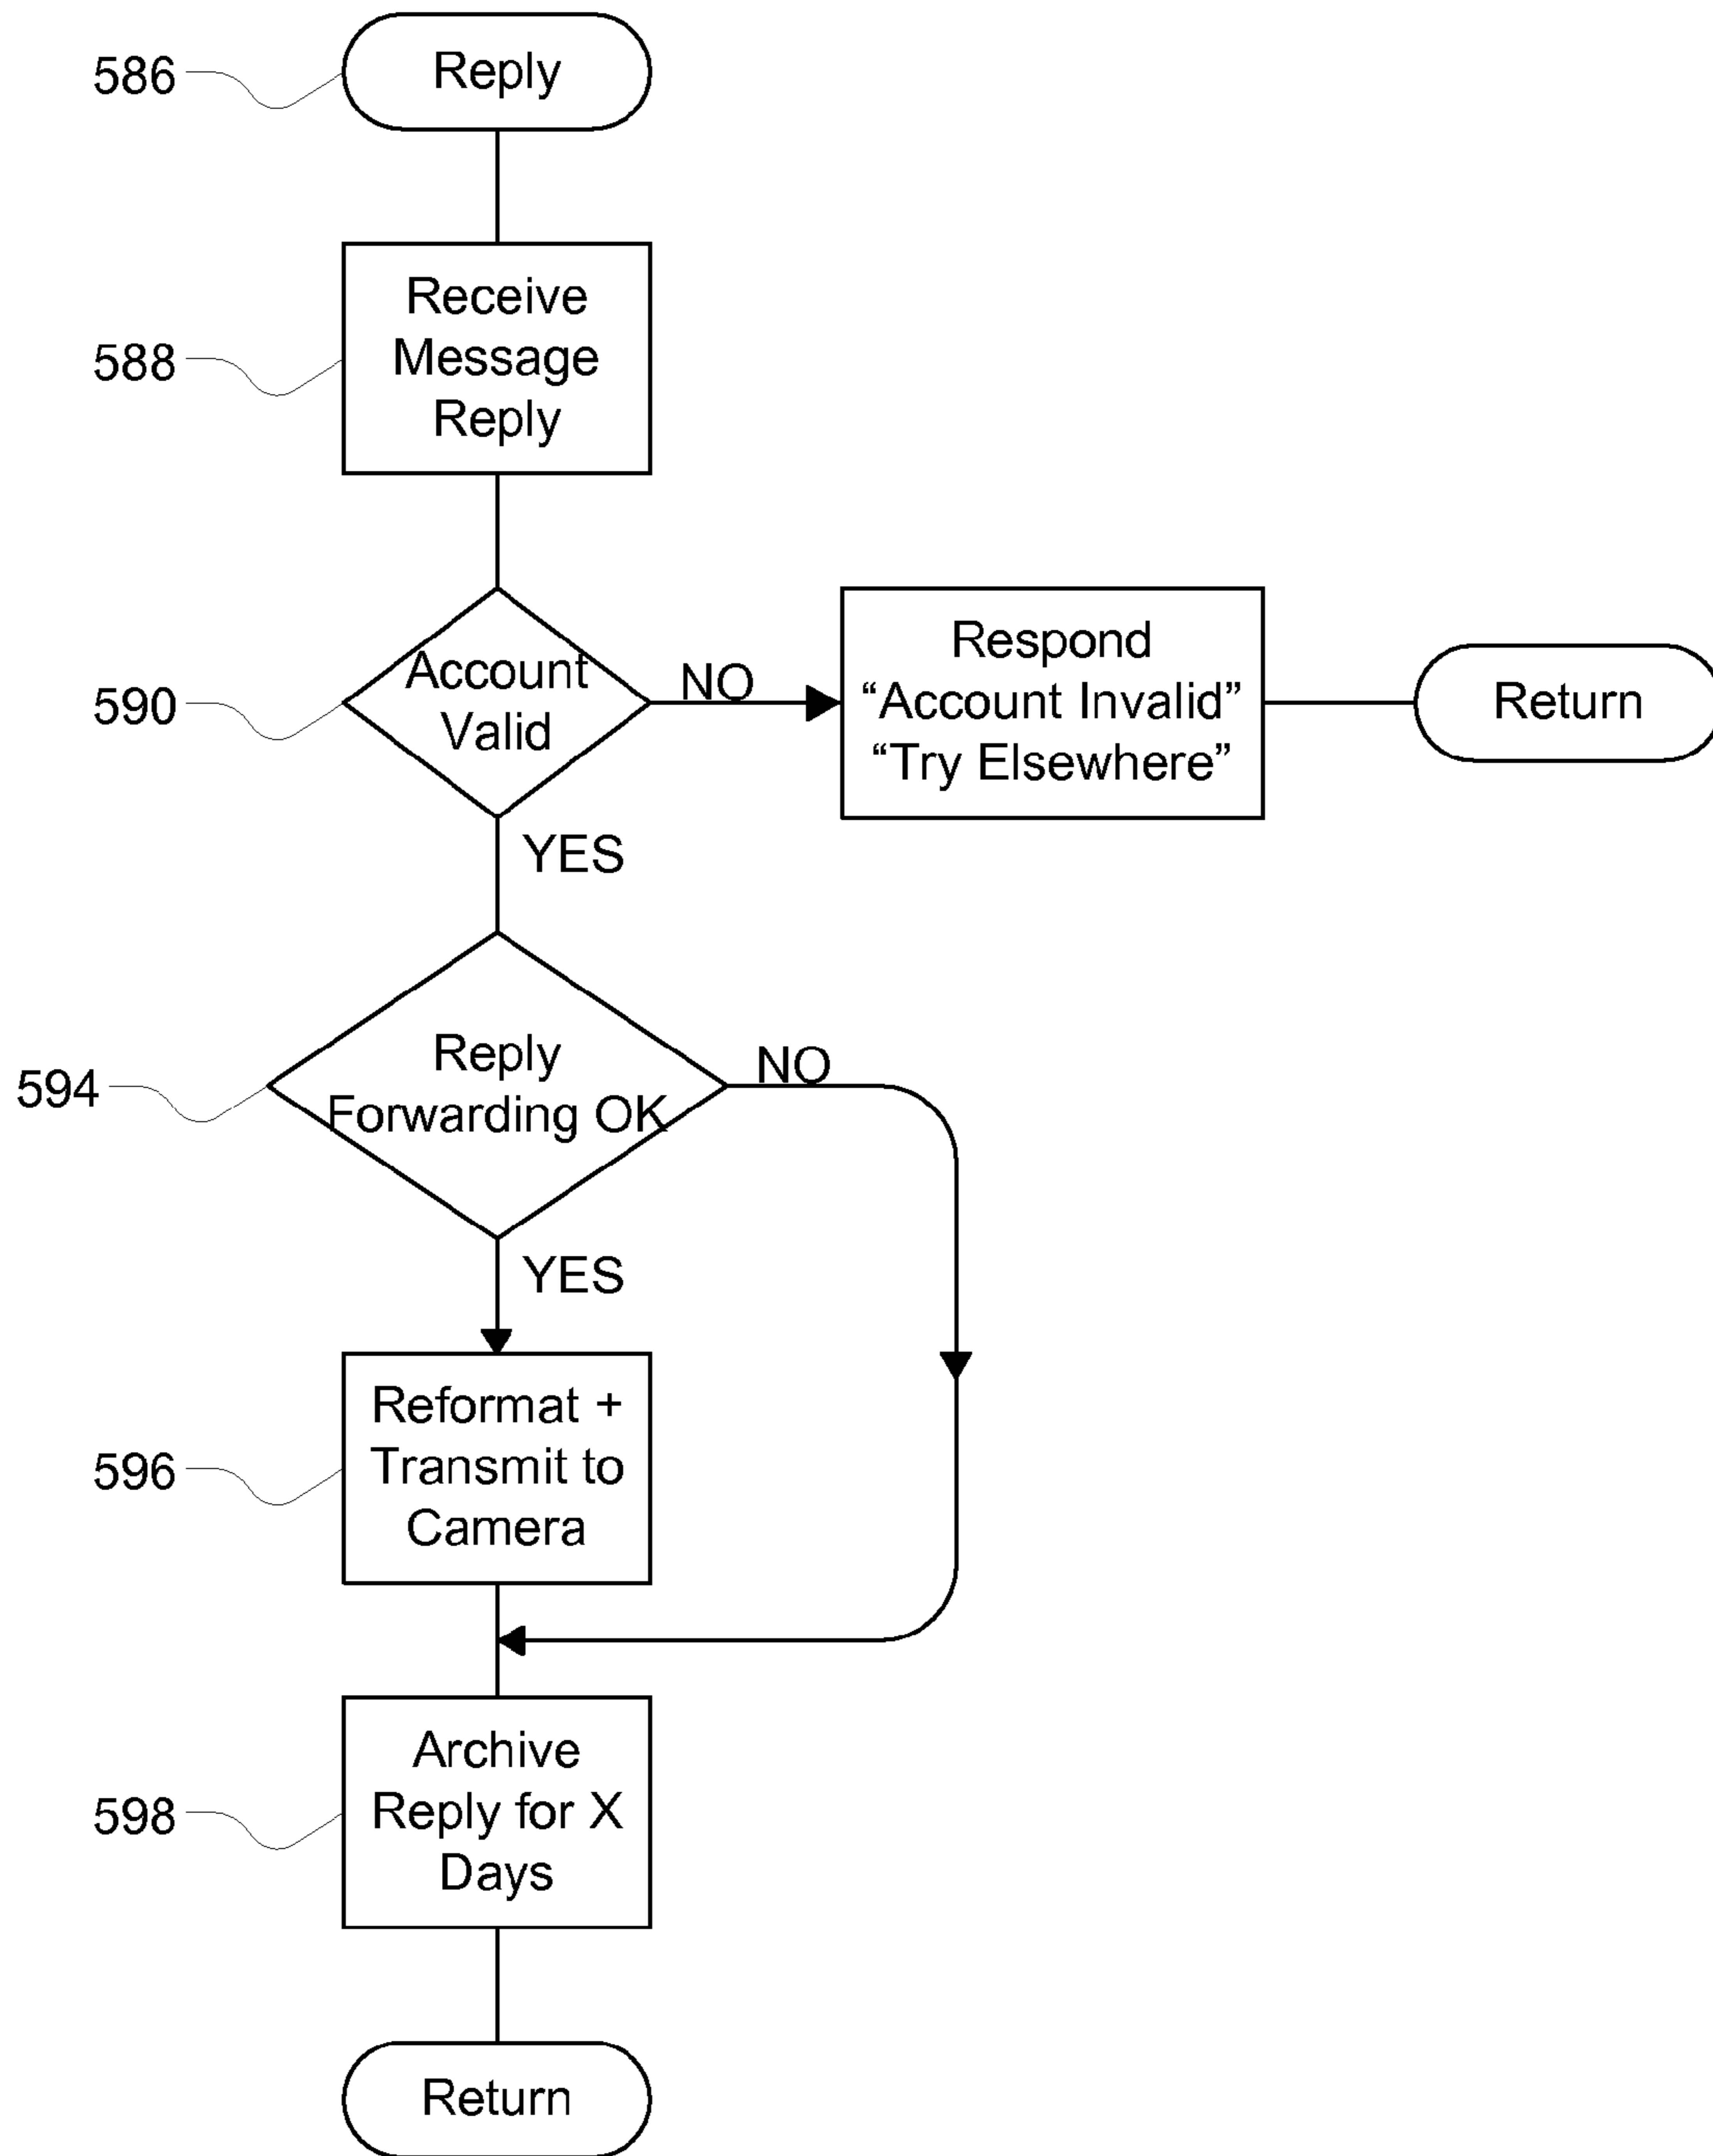 586
Reply
588
Receive
Message
Reply
590
Account
Valid
NO
Respond
“Account Invalid”
“Try Elsewhere”
Return
YES
594
Reply
Forwarding OK
NO
YES
596
Reformat +
Transmit to
Camera
598
Archive
Reply for X
Days
Return